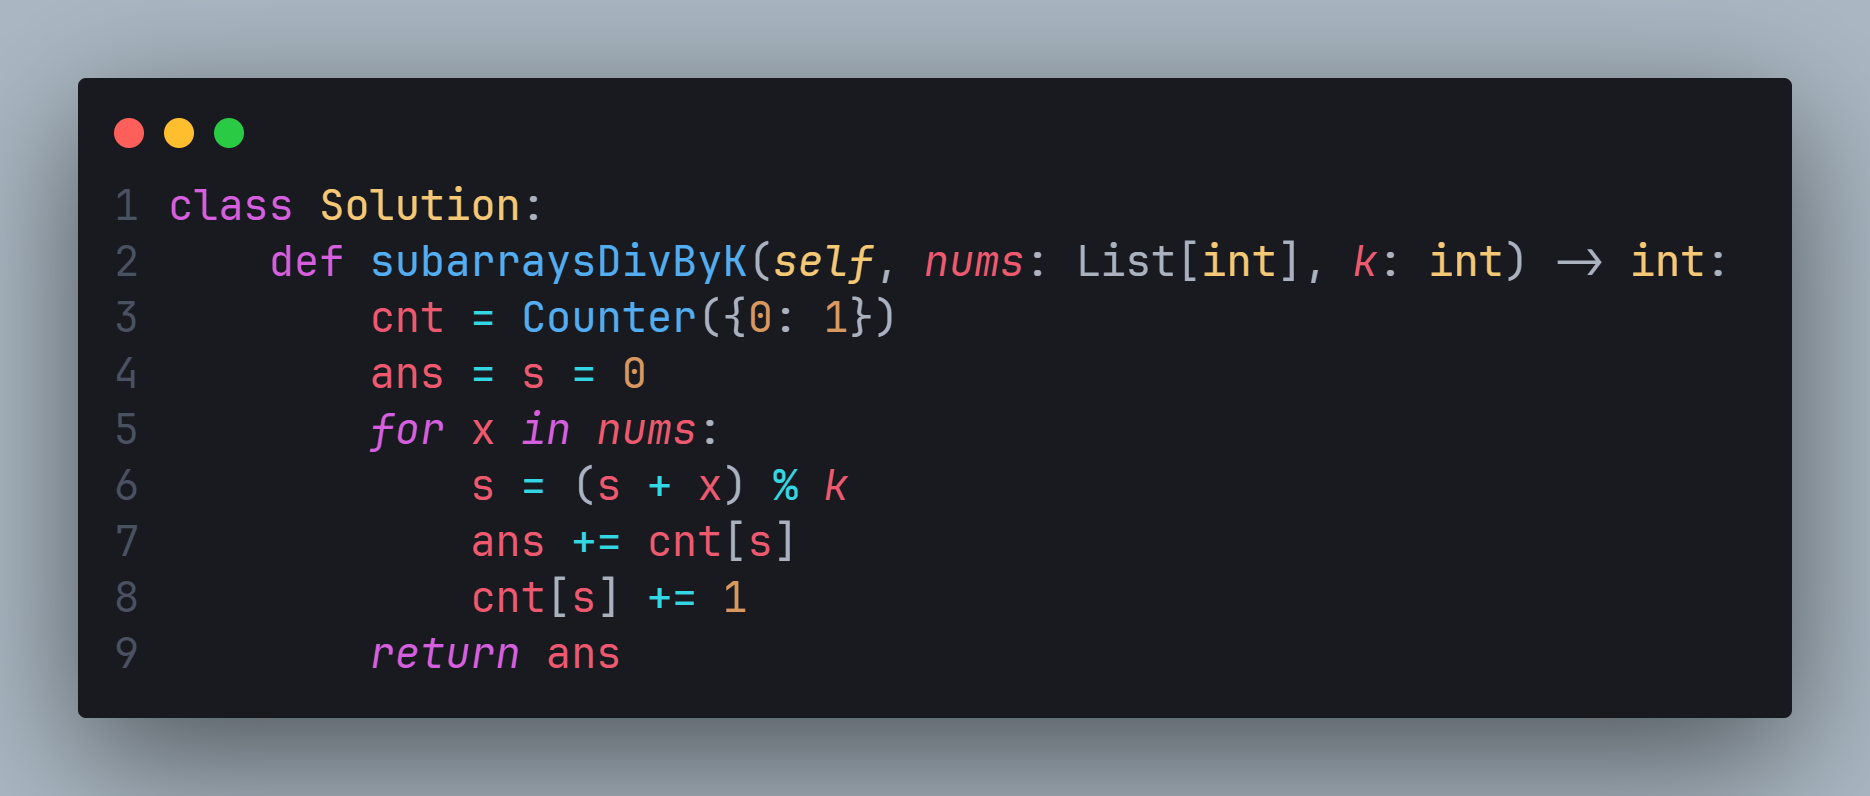 1 class Solution:
2     def subarraysDivByK(self, nums: List[int], k: int) -> int:
3         cnt = Counter({0: 1})
4         ans = s = 0
5         for x in nums:
6             s = (s + x) % k
7             ans += cnt[s]
8             cnt[s] += 1
9         return ans